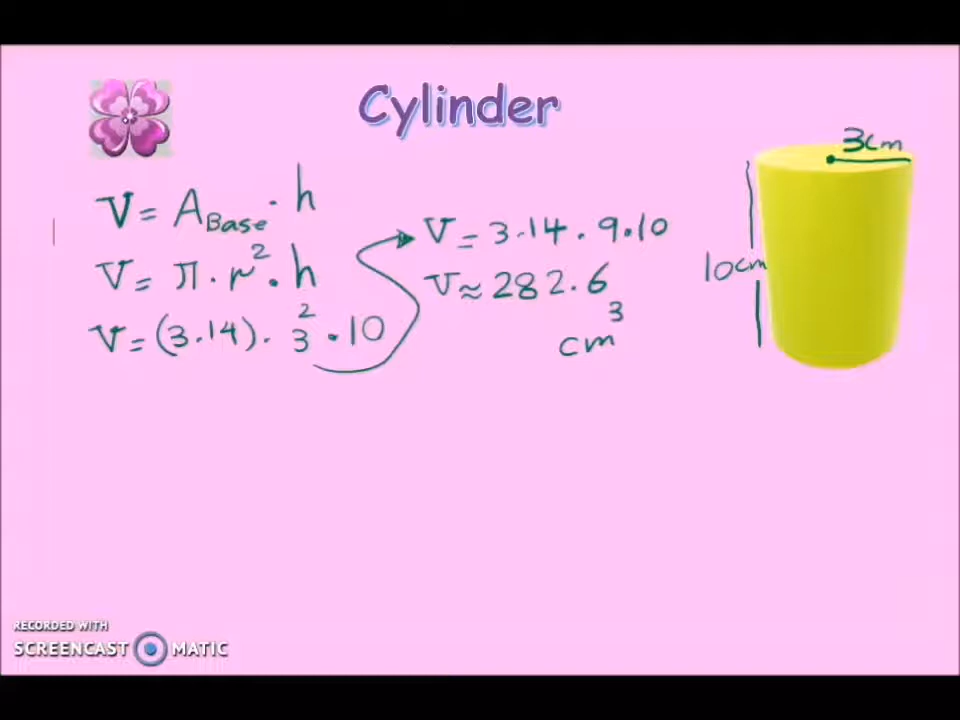 Cylinder
V = A Base · h
V = π · r² · h
V = (3.14) · 3² · 10
V = 3.14 · 9 · 10
V ≈ 282.6
cm³
3cm
10cm
RECORDED WITH
SCREENCAST MATIC